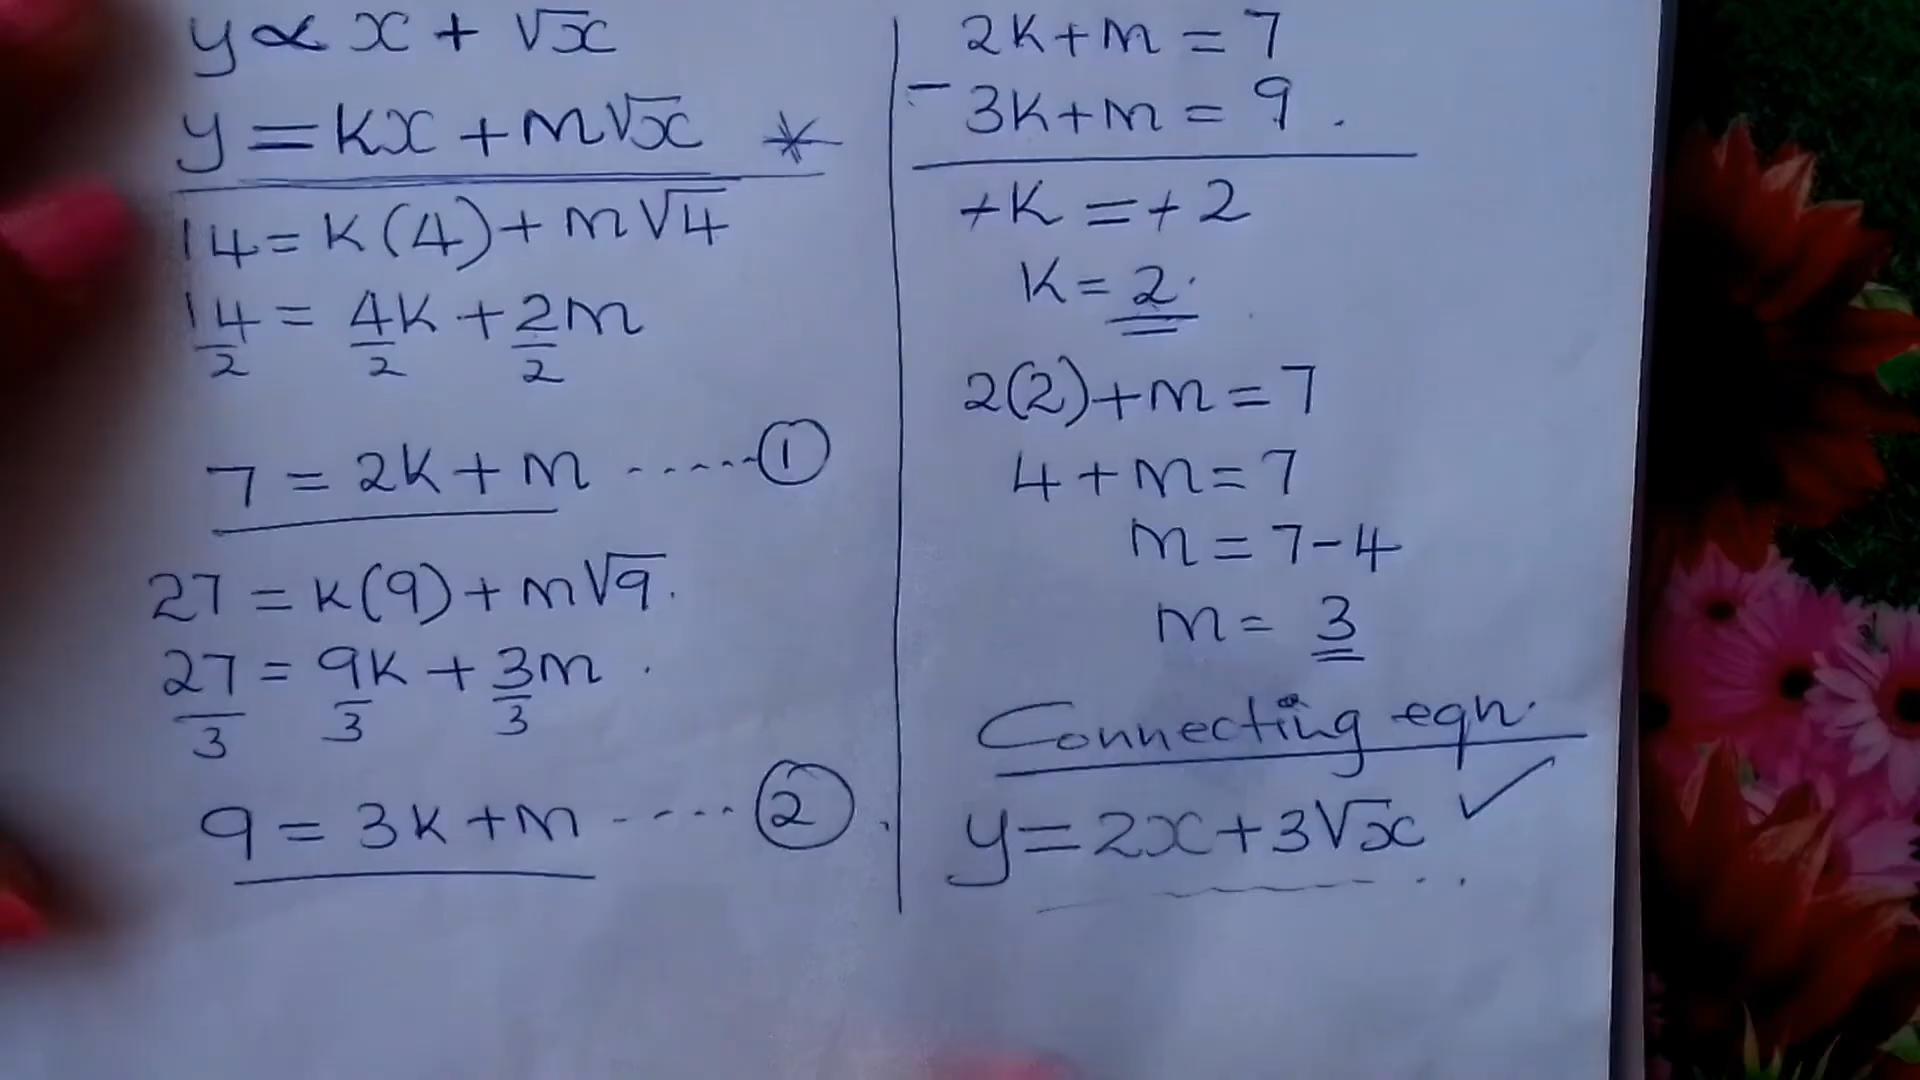 y ∝ x + √x
y = kx + m√x *
14 = k(4) + m√4
14/2 = 4k/2 + 2m/2
7 = 2k + m ------ ①
27 = k(9) + m√9.
27/3 = 9k/3 + 3m/3 .
9 = 3k + m ---- ② .
2k + m = 7
- 3k + m = 9 .
+k = +2
k = 2.
2(2) + m = 7
4 + m = 7
m = 7 - 4
m = 3
Connecting eqn.
y = 2x + 3√x ✓